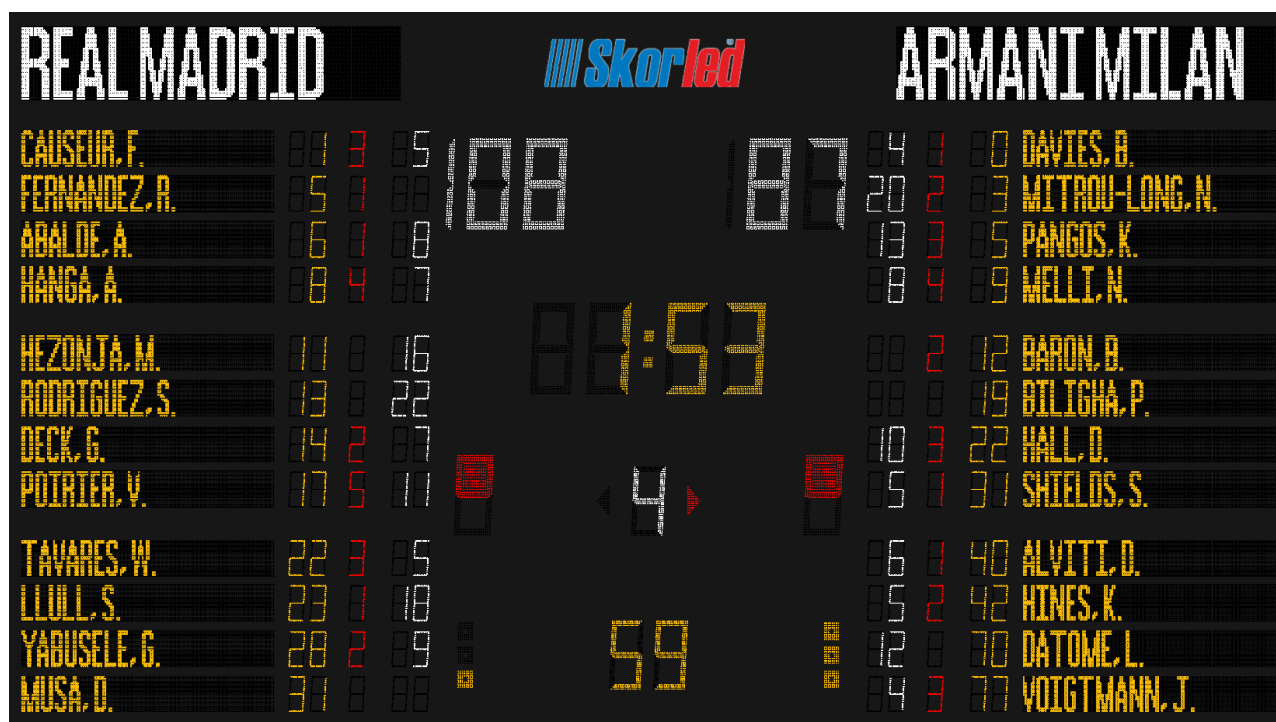 REAL MADRID Skorled ARMANI MILAN
CAUSEUR, F. 1 3 5 108 87 4 1 0 DAVIES, B.
FERNANDEZ, R. 5 1 20 2 3 MITROU-LONG, N.
ABALDE, A. 6 1 8 13 3 5 PANGOS, K.
HANGA, A. 8 4 7 8 4 9 MELLI, N.
1:53
HEZONJA, M. 11 16 2 12 BARON, B.
RODRIGUEZ, S. 13 22 19 BILIGHA, P.
DECK, G. 14 2 7 10 3 22 HALL, D.
POIRIER, V. 17 5 11 4 5 1 31 SHIELDS, S.
TAVARES, W. 22 3 5 6 1 40 ALVITI, D.
LLULL, S. 23 1 18 5 2 42 HINES, K.
YABUSELE, G. 28 2 9 59 12 70 DATOME, L.
MUSA, D. 31 4 3 77 VOIGTMANN, J.